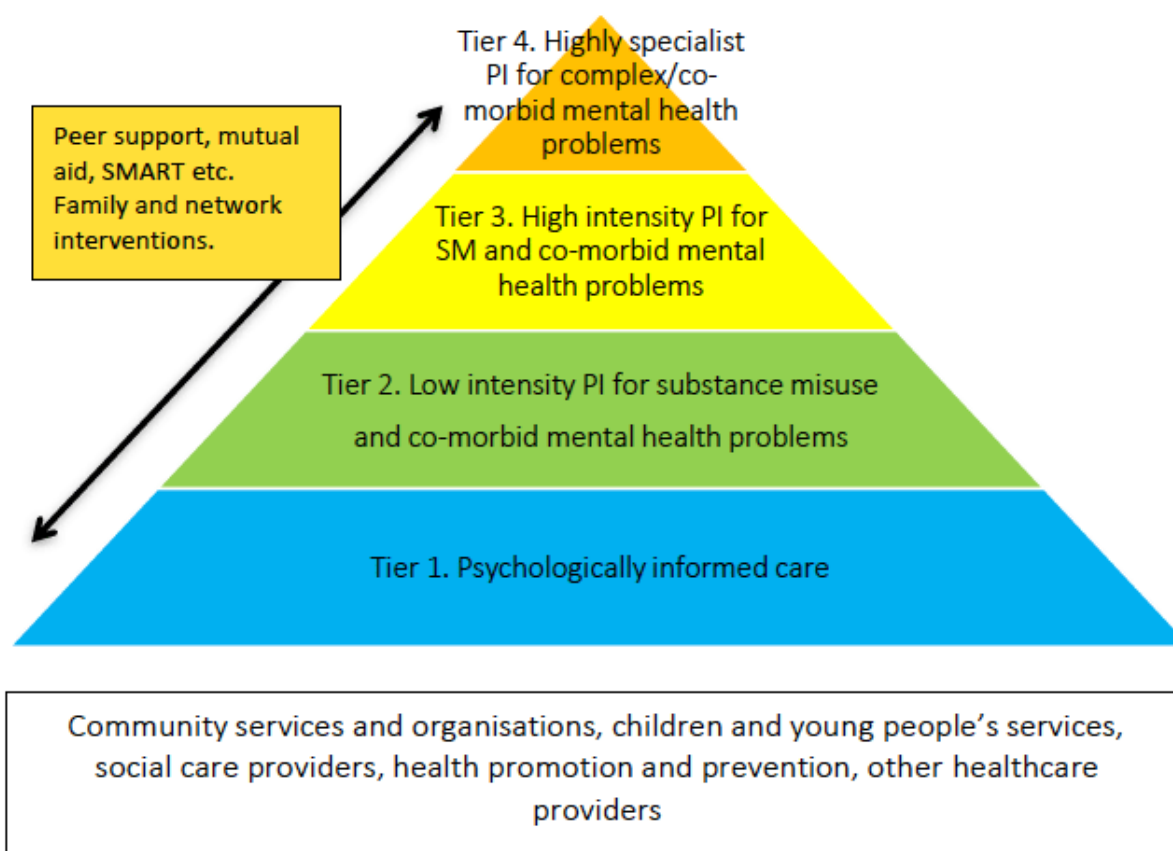 Tier 4. Highly specialist
PI for complex/co-
morbid mental health
problems
Peer support, mutual
aid, SMART etc.
Family and network
interventions.
Tier 3. High intensity PI for
SM and co-morbid mental
health problems
Tier 2. Low intensity PI for substance misuse
and co-morbid mental health problems
Tier 1. Psychologically informed care
Community services and organisations, children and young people’s services,
social care providers, health promotion and prevention, other healthcare
providers